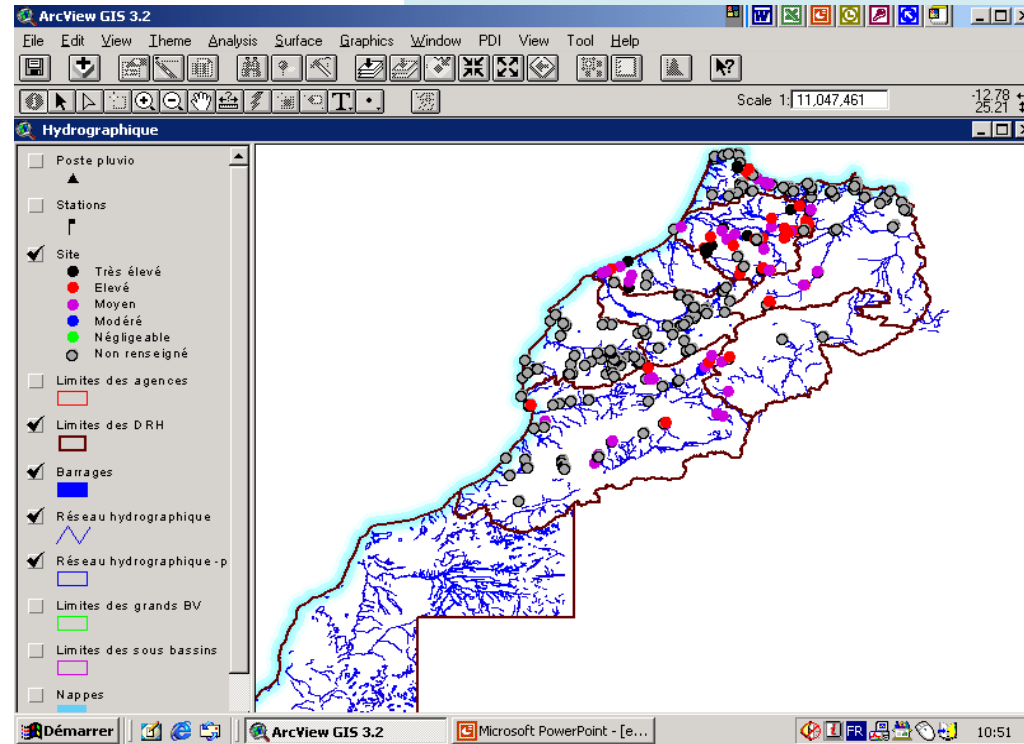 ArcView GIS 3.2
File Edit View Theme Analysis Surface Graphics Window PDI View Tool Help
Scale 1: 11,047,461
-12.78
25.21
Hydrographique
Poste pluvio
Stations
Site
Très élevé
Elevé
Moyen
Modéré
Négligeable
Non renseigné
Limites des agences
Limites des DRH
Barrages
Réseau hydrographique
Réseau hydrographique -p
Limites des grands BV
Limites des sous bassins
Nappes
Démarrer ArcView GIS 3.2 Microsoft PowerPoint - [e... FR 10:51